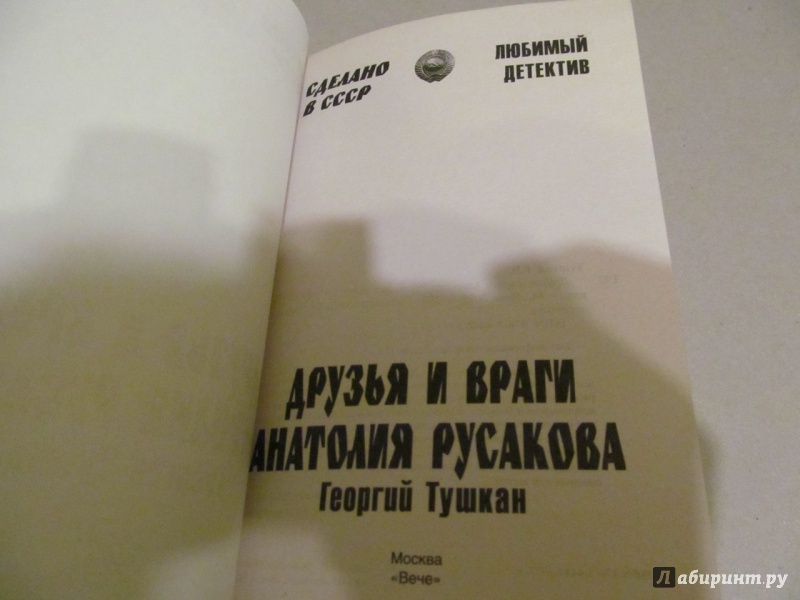 СДЕЛАНО
В СССР
ЛЮБИМЫЙ
ДЕТЕКТИВ
ДРУЗЬЯ И ВРАГИ
АНАТОЛИЯ РУСАКОВА
Георгий Тушкан
Москва
«Вече»
Лабиринт.ру